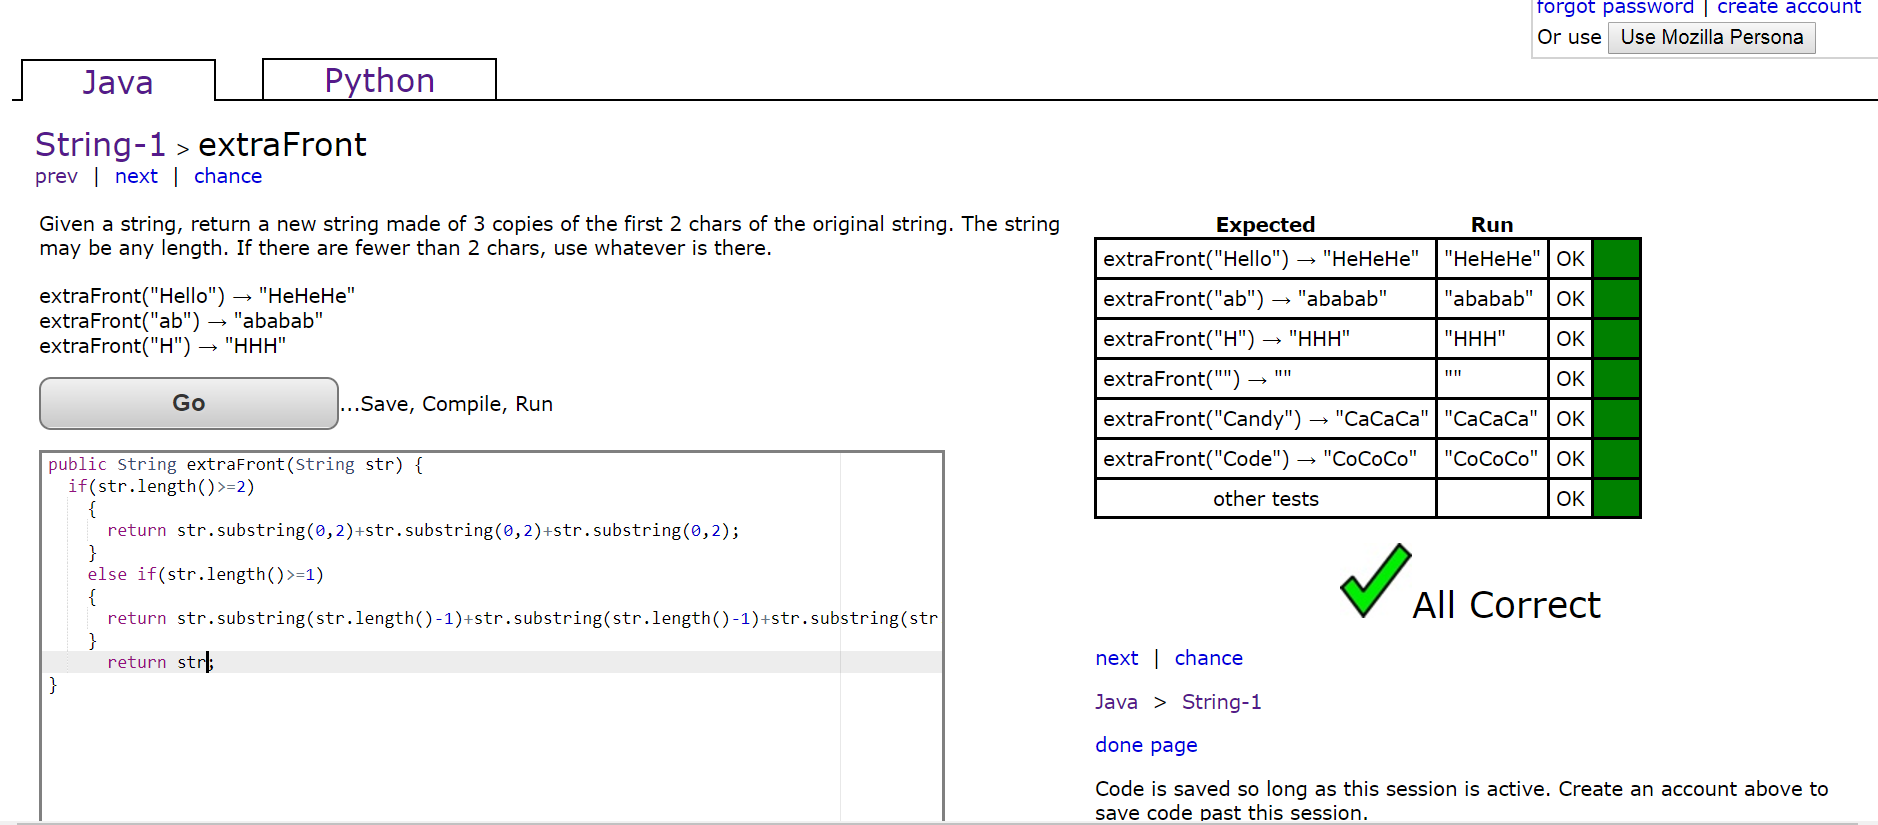 forgot password | create account
Or use Use Mozilla Persona
Java Python
String-1 > extraFront
prev | next | chance
Given a string, return a new string made of 3 copies of the first 2 chars of the original string. The string
may be any length. If there are fewer than 2 chars, use whatever is there.
extraFront("Hello") → "HeHeHe"
extraFront("ab") → "ababab"
extraFront("H") → "HHH"
Go ...Save, Compile, Run
public String extraFront(String str) {
if(str.length()>=2)
{
return str.substring(0,2)+str.substring(0,2)+str.substring(0,2);
}
else if(str.length()>=1)
{
return str.substring(str.length()-1)+str.substring(str.length()-1)+str.substring(str
}
return str;
}
Expected Run
extraFront("Hello") → "HeHeHe" "HeHeHe" OK
extraFront("ab") → "ababab" "ababab" OK
extraFront("H") → "HHH" "HHH" OK
extraFront("") → "" "" OK
extraFront("Candy") → "CaCaCa" "CaCaCa" OK
extraFront("Code") → "CoCoCo" "CoCoCo" OK
other tests OK
All Correct
next | chance
Java > String-1
done page
Code is saved so long as this session is active. Create an account above to
save code past this session.